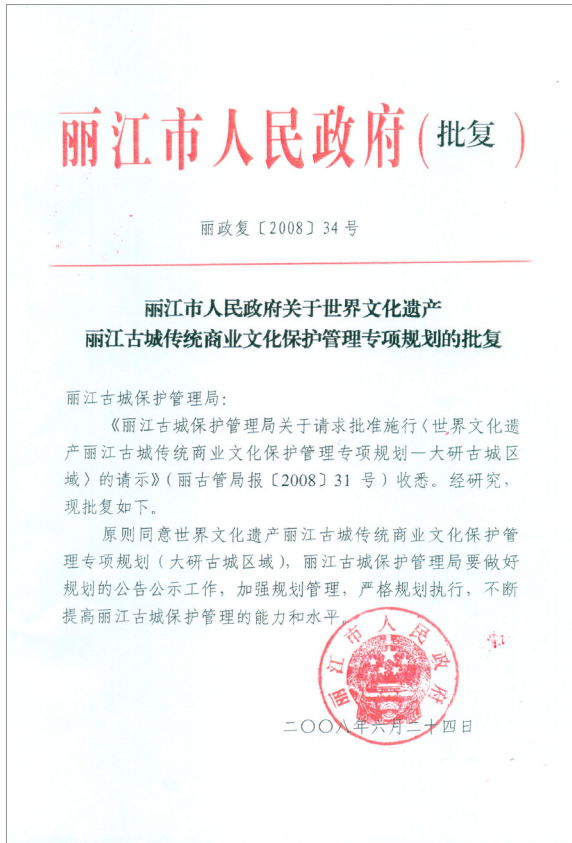 丽江市人民政府(批复)
丽政复〔2008〕34号
丽江市人民政府关于世界文化遗产
丽江古城传统商业文化保护管理专项规划的批复
丽江古城保护管理局:
《丽江古城保护管理局关于请求批准施行〈世界文化遗
产丽江古城传统商业文化保护管理专项规划—大研古城区
域〉的请示》(丽古管局报〔2008〕31 号)收悉。经研究,
现批复如下。
原则同意世界文化遗产丽江古城传统商业文化保护管
理专项规划(大研古城区域),丽江古城保护管理局要做好
规划的公告公示工作,加强规划管理,严格规划执行,不断
提高丽江古城保护管理的能力和水平。
丽江市人民政府
二〇〇八年六月二十四日